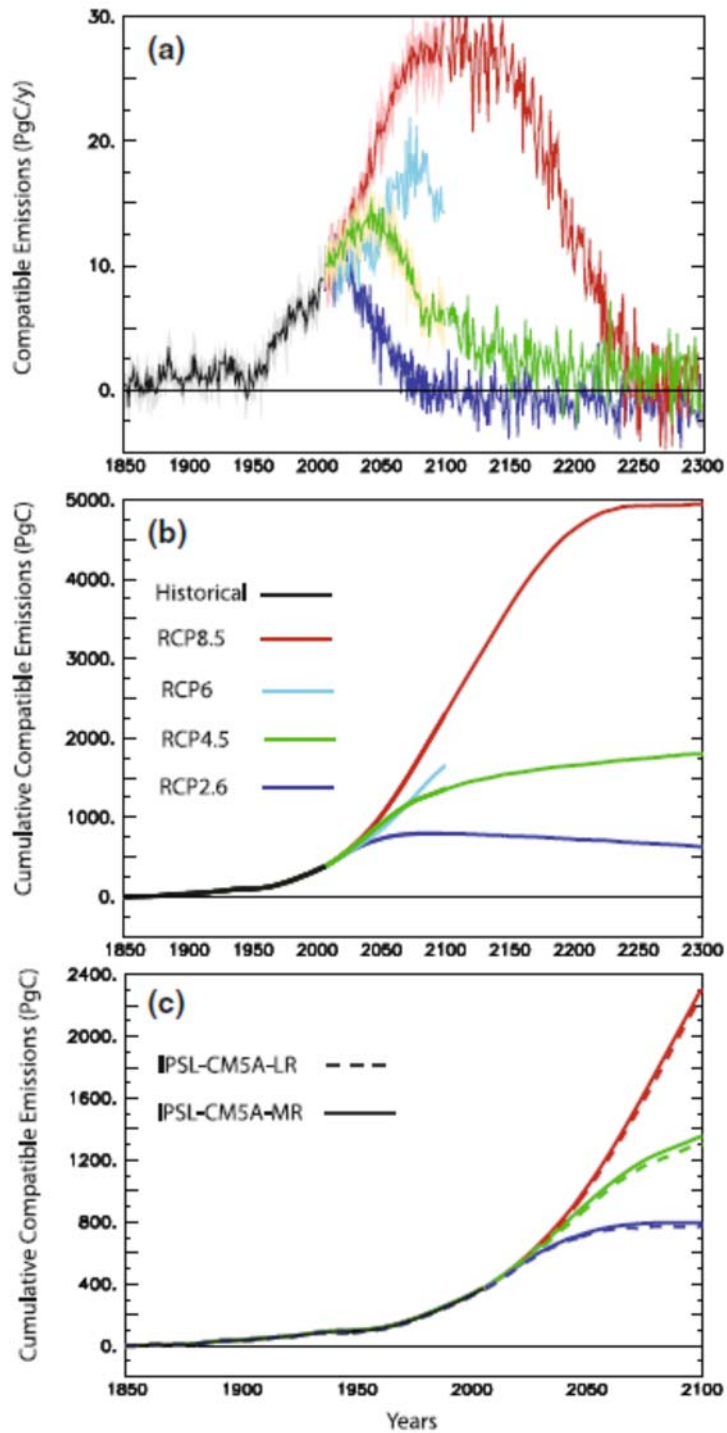 (a)
Compatible Emissions (PgC/y)
30.
20.
10.
0.
1850 1900 1950 2000 2050 2100 2150 2200 2250 2300
(b)
Cumulative Compatible Emissions (PgC)
5000.
4000.
3000.
2000.
1000.
0.
Historical
RCP8.5
RCP6
RCP4.5
RCP2.6
1850 1900 1950 2000 2050 2100 2150 2200 2250 2300
(c)
Cumulative Compatible Emissions (PgC)
2400.
2000.
1600.
1200.
800.
400.
0.
IPSL-CM5A-LR
IPSL-CM5A-MR
1850 1900 1950 2000 2050 2100
Years